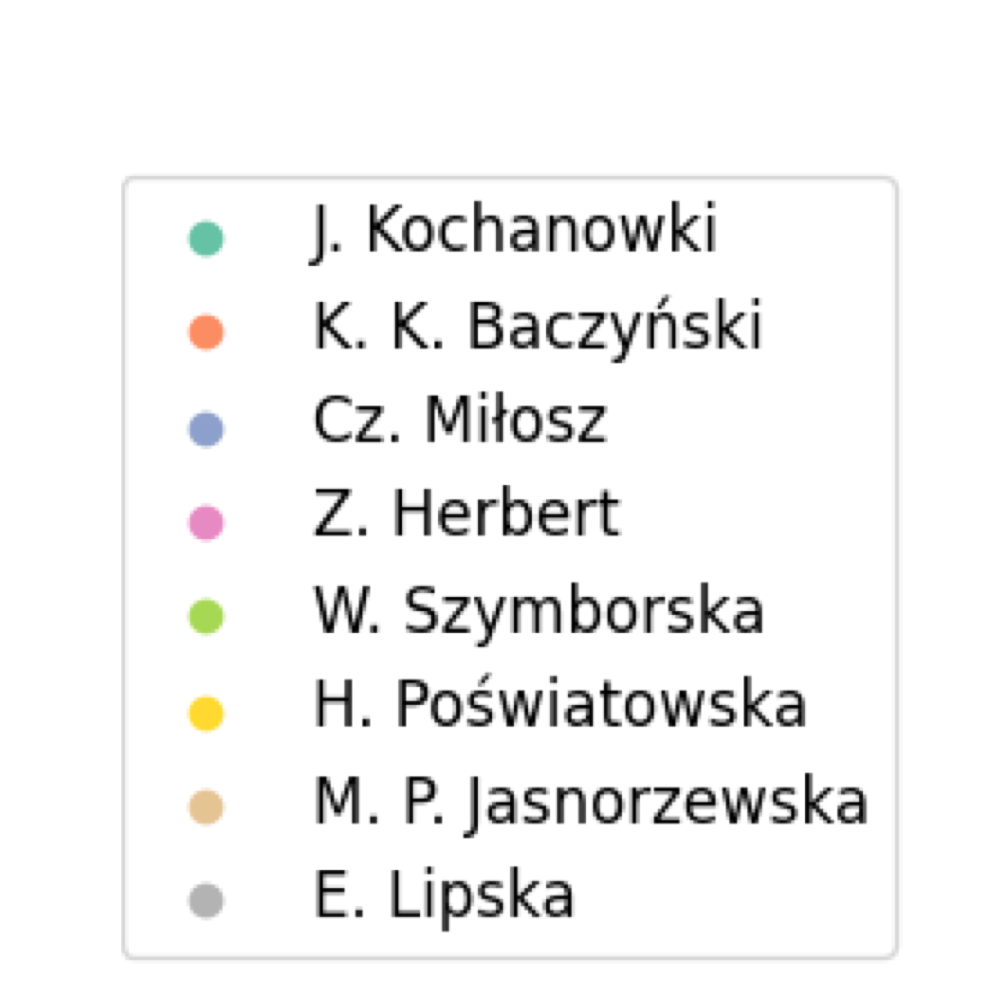 J. Kochanowki
K. K. Baczyński
Cz. Miłosz
Z. Herbert
W. Szymborska
H. Poświatowska
M. P. Jasnorzewska
E. Lipska